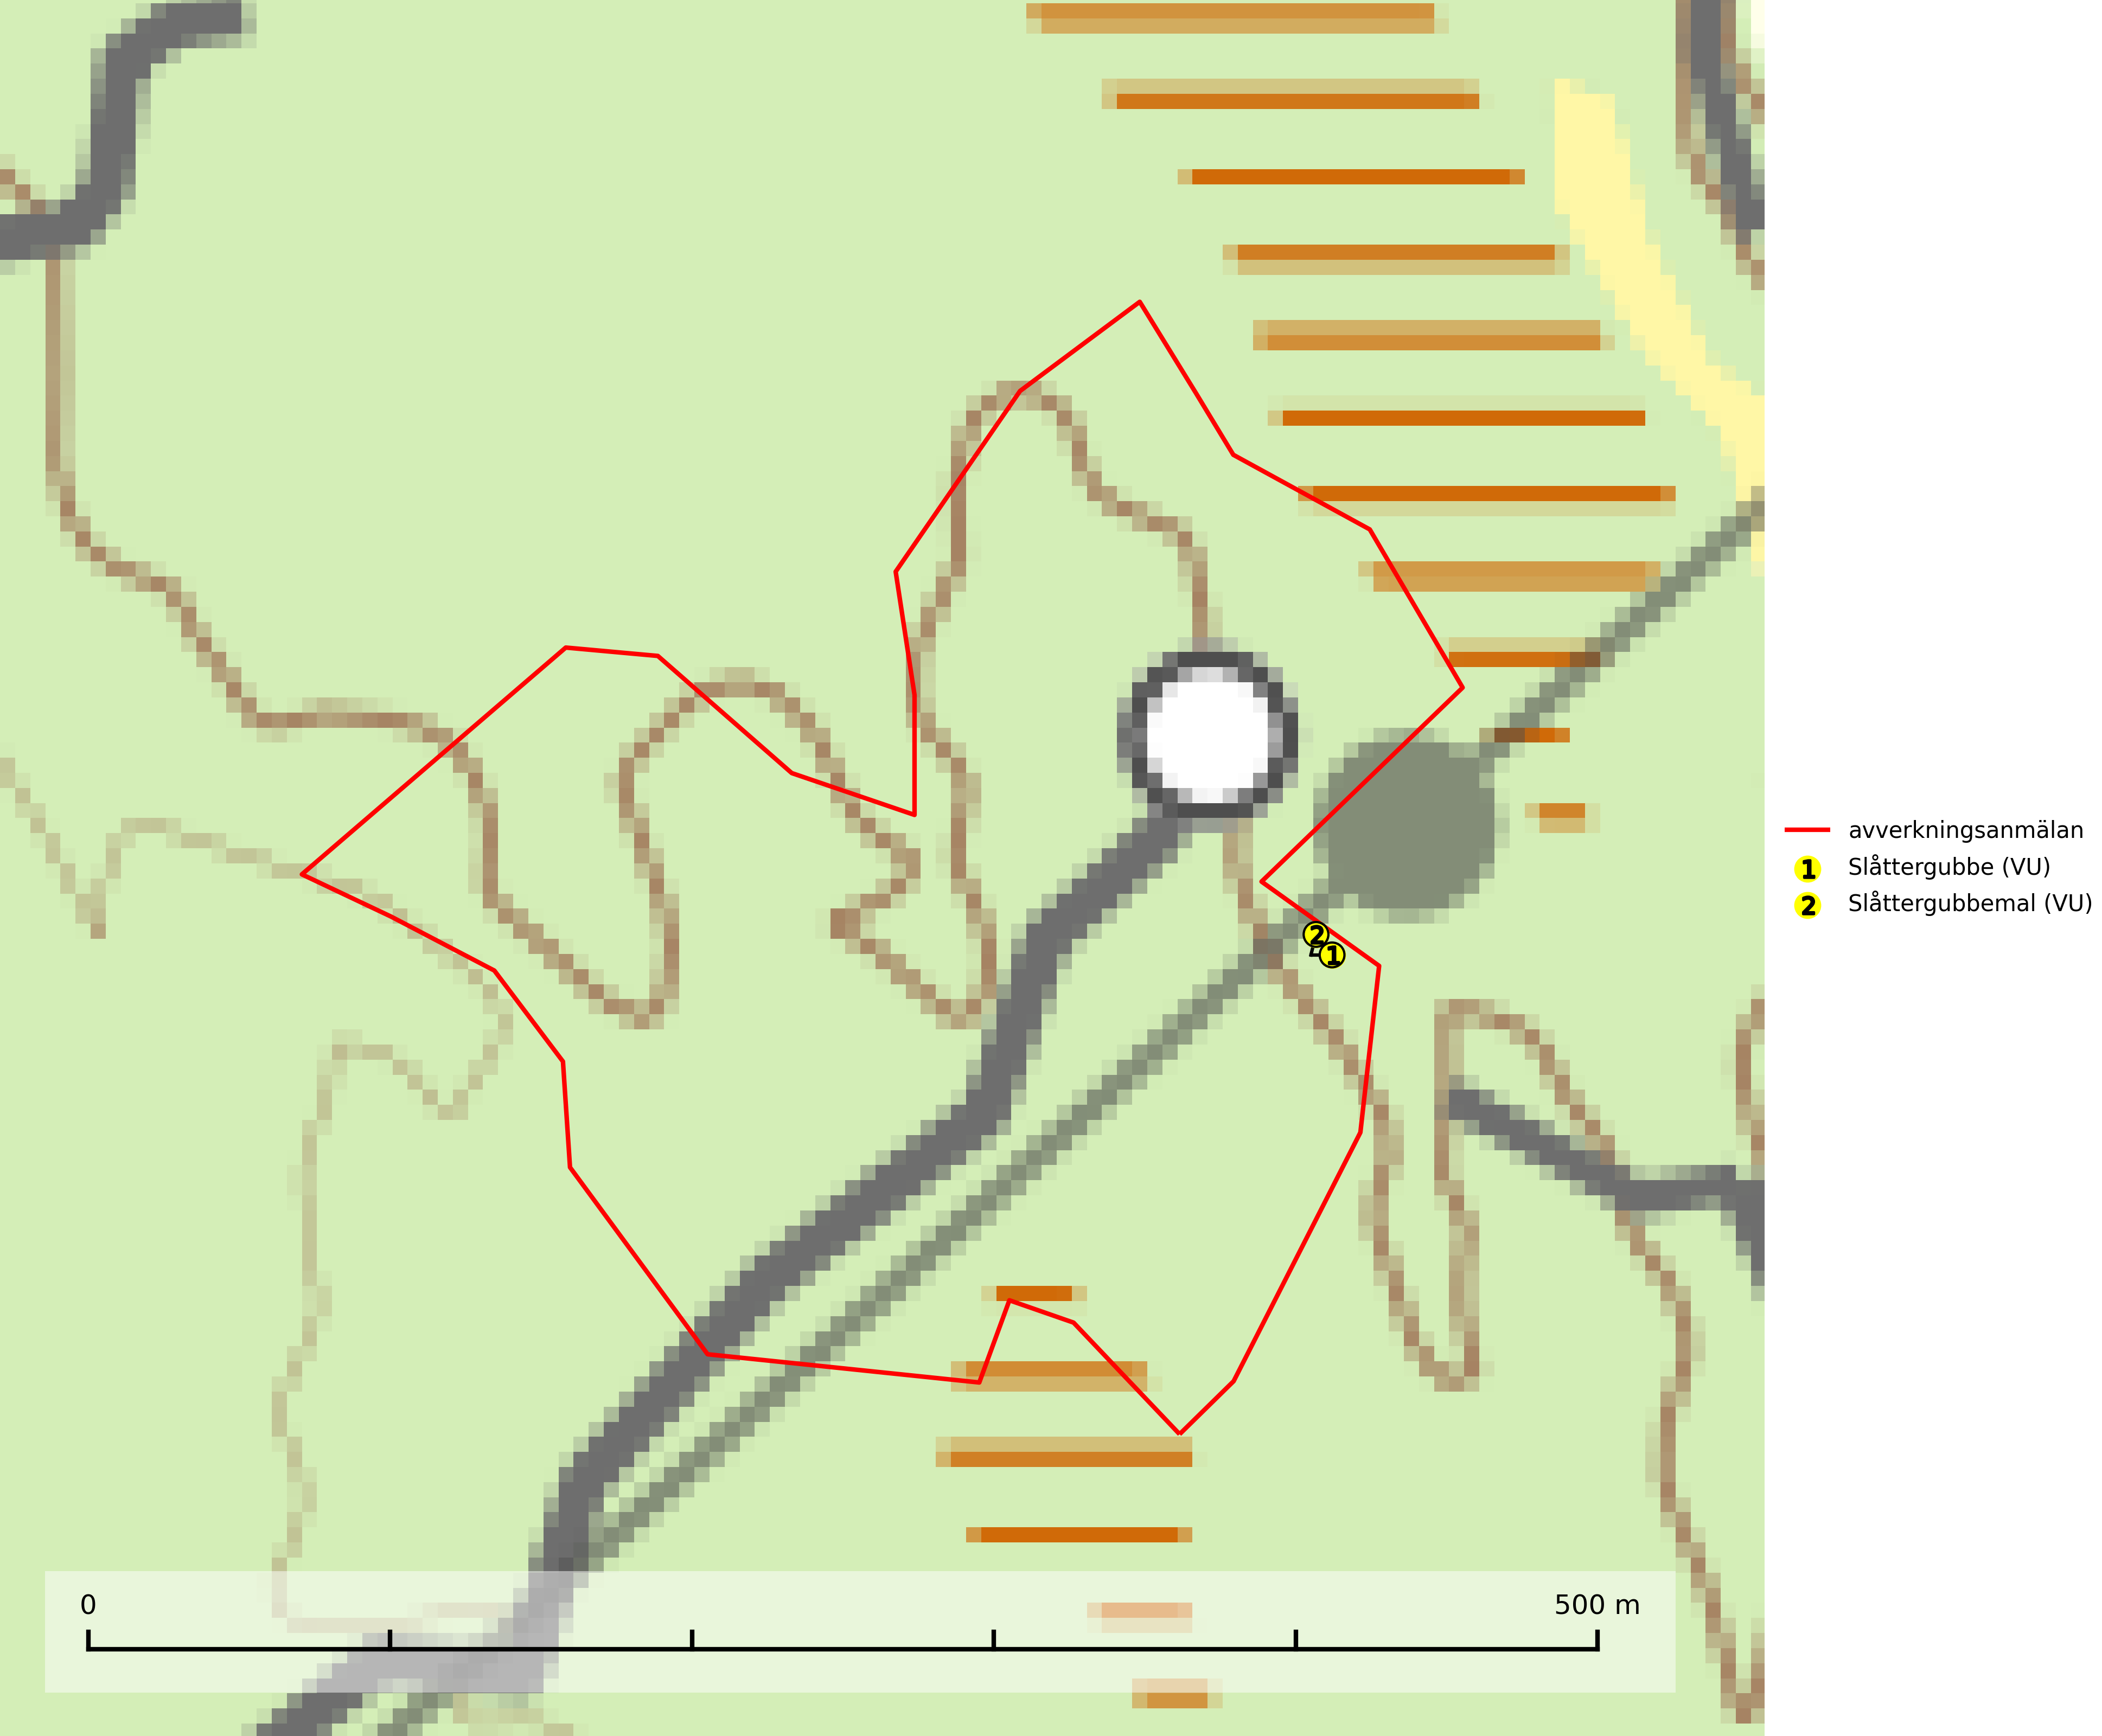 2
1
avverkningsanmälan
1 Slåttergubbe (VU)
2 Slåttergubbemal (VU)
0 500 m